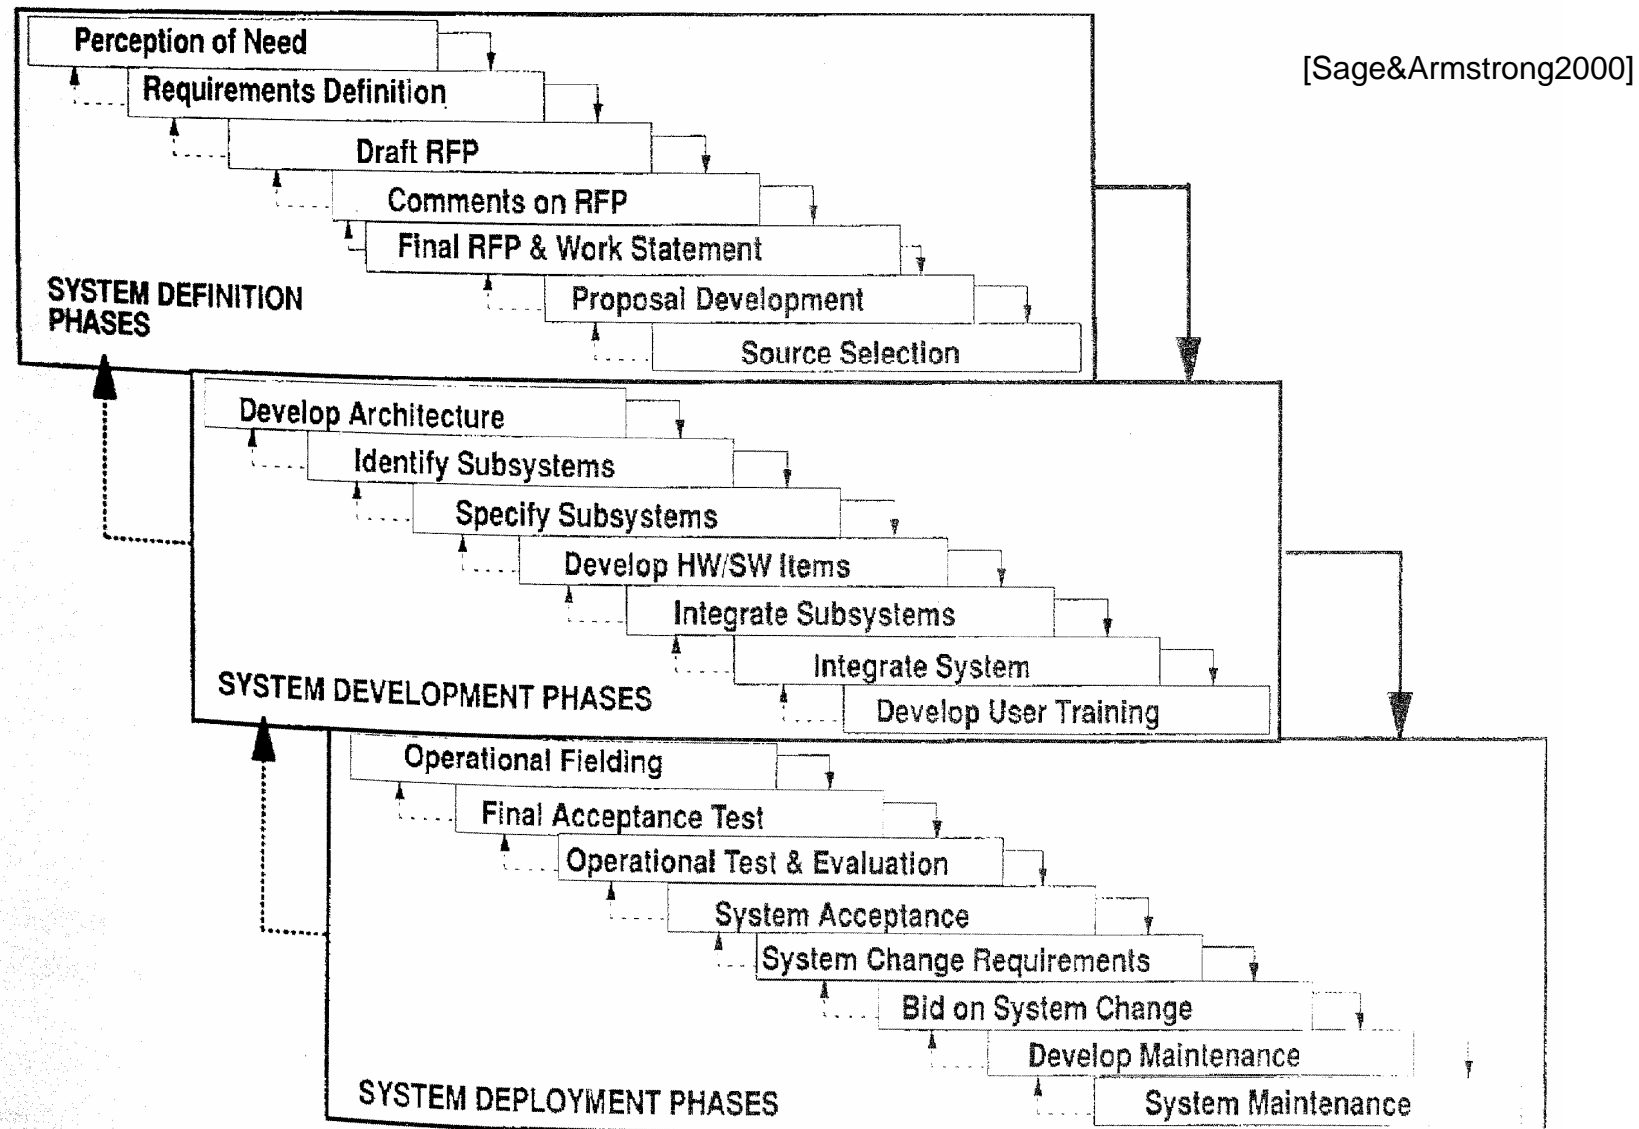 Perception of Need
[Sage&Armstrong2000]
Requirements Definition
Draft RFP
Comments on RFP
Final RFP & Work Statement
SYSTEM DEFINITION
PHASES
Proposal Development
Source Selection
Develop Architecture
Identify Subsystems
Specify Subsystems
Develop HW/SW Items
Integrate Subsystems
Integrate System
SYSTEM DEVELOPMENT PHASES
Develop User Training
Operational Fielding
Final Acceptance Test
Operational Test & Evaluation
System Acceptance
System Change Requirements
Bid on System Change
Develop Maintenance
SYSTEM DEPLOYMENT PHASES
System Maintenance